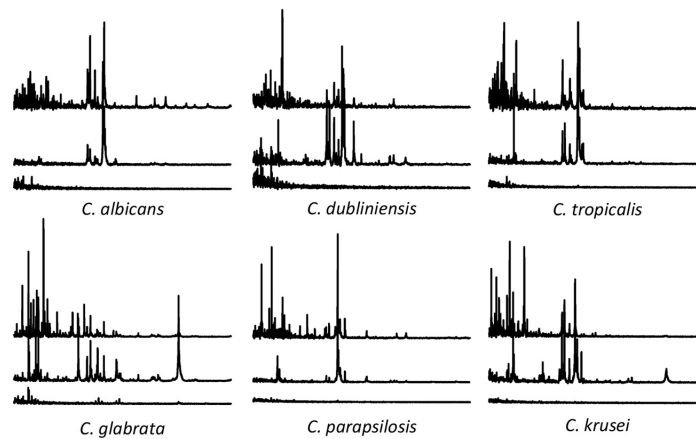 C. albicans
C. dubliniensis
C. tropicalis
C. glabrata
C. parapsilosis
C. krusei